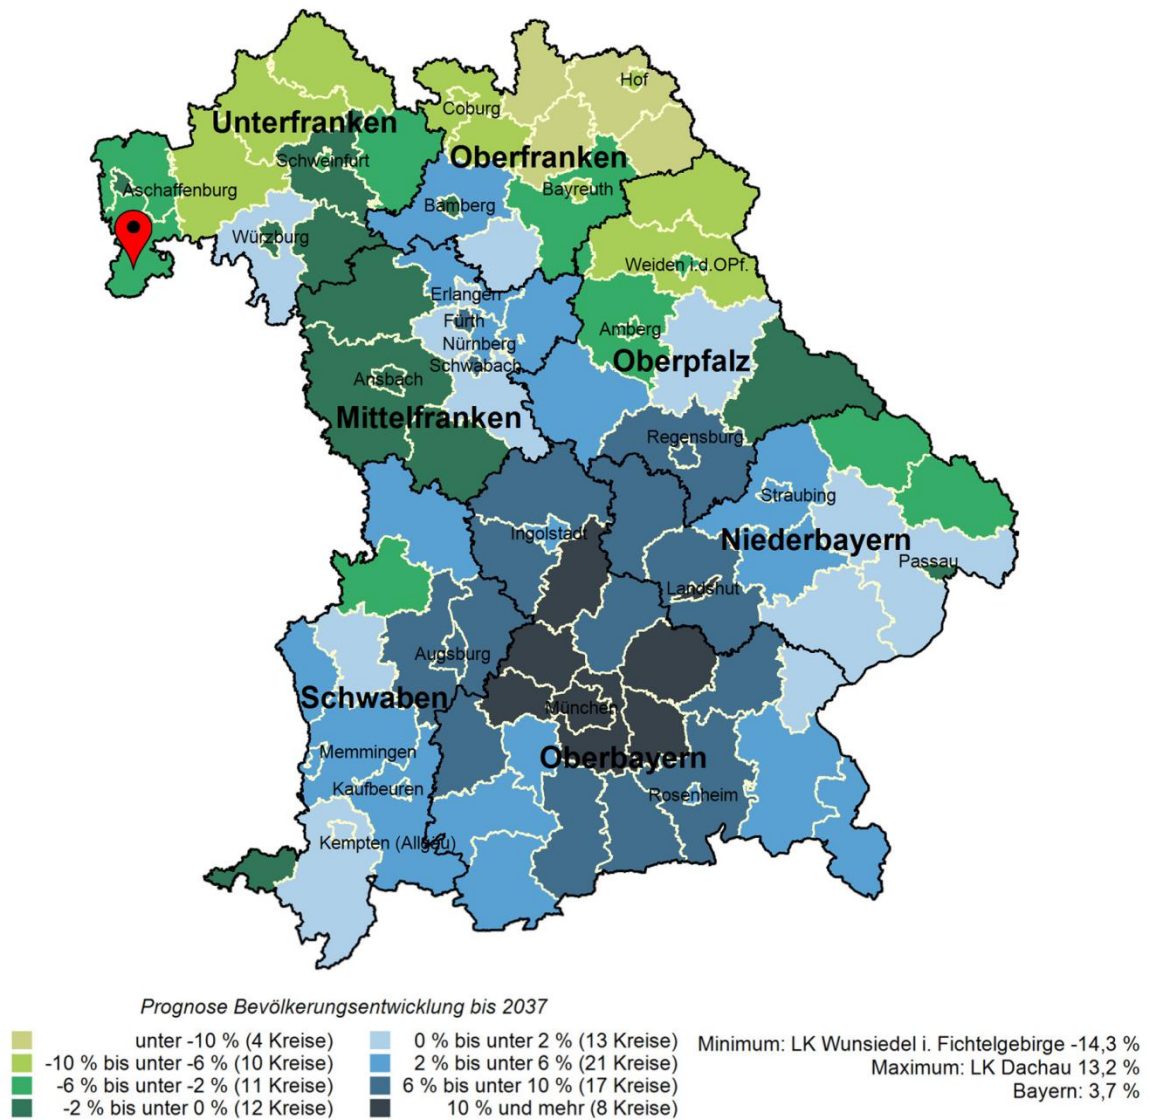 Hof
Coburg
Unterfranken
Schweinfurt
Oberfranken
Aschaffenburg
Bayreuth
Bamberg
Würzburg
Weiden i.d.OPf.
Erlangen
Fürth
Amberg
Nürnberg
Oberpfalz
Schwabach
Ansbach
Mittelfranken
Regensburg
Straubing
Ingolstadt
Niederbayern
Passau
Landshut
Augsburg
Schwaben
München
Memmingen
Oberbayern
Kaufbeuren
Rosenheim
Kempten (Allgäu)
Prognose Bevölkerungsentwicklung bis 2037
unter -10 % (4 Kreise)
-10 % bis unter -6 % (10 Kreise)
-6 % bis unter -2 % (11 Kreise)
-2 % bis unter 0 % (12 Kreise)
0 % bis unter 2 % (13 Kreise)
2 % bis unter 6 % (21 Kreise)
6 % bis unter 10 % (17 Kreise)
10 % und mehr (8 Kreise)
Minimum: LK Wunsiedel i. Fichtelgebirge -14,3 %
Maximum: LK Dachau 13,2 %
Bayern: 3,7 %